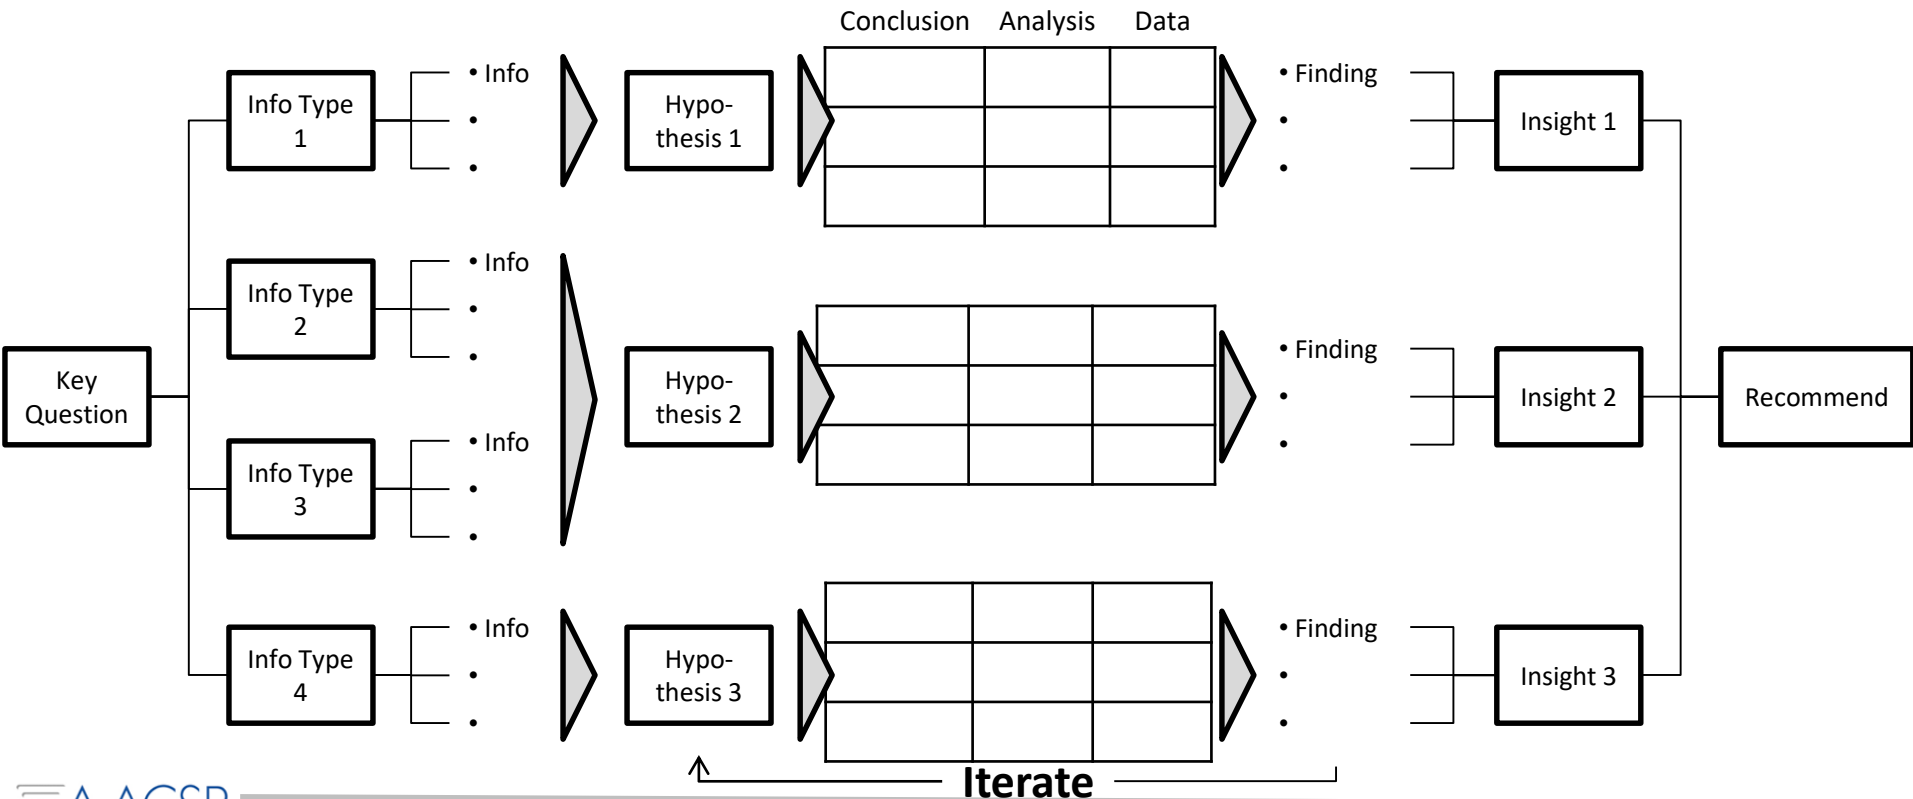 Conclusion Analysis Data
• Info
Info Type
1
•
•
Hypo-
thesis 1
• Finding
•
•
Insight 1
• Info
Info Type
2
•
•
Key
Question
Hypo-
thesis 2
• Finding
•
•
Insight 2
Recommend
• Info
Info Type
3
•
•
• Info
Info Type
4
•
•
Hypo-
thesis 3
• Finding
•
•
Insight 3
Iterate